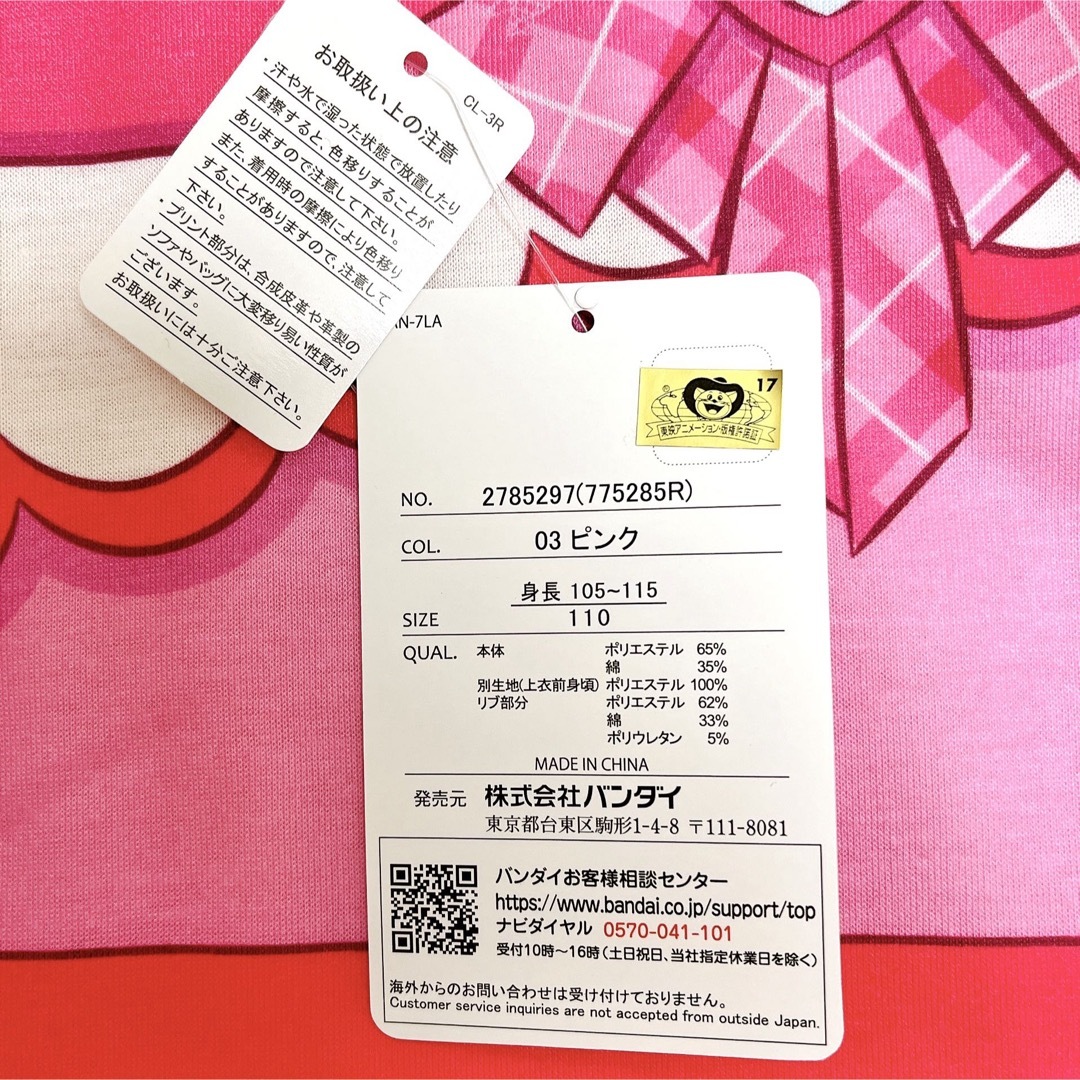 CL-3R
お取扱い上の注意
・汗や水で湿った状態で放置したり
摩擦すると、色移りすることが
ありますので注意して下さい。
また、着用時の摩擦により色移り
することがありますので、注意して
下さい。
・プリント部分は、合成皮革や革製の
ソファやバッグに大変移り易い性質が
ございます。
お取扱いには十分ご注意下さい。
AN-7LA
17
東映アニメーション・版権許諾証
NO. 2785297(775285R)
COL. 03 ピンク
身長 105~115
SIZE 110
QUAL. 本体 ポリエステル 65%
綿 35%
別生地(上衣前身頃) ポリエステル 100%
リブ部分 ポリエステル 62%
綿 33%
ポリウレタン 5%
MADE IN CHINA
発売元 株式会社バンダイ
東京都台東区駒形1-4-8 〒111-8081
バンダイお客様相談センター
https://www.bandai.co.jp/support/top
ナビダイヤル 0570-041-101
受付10時～16時(土日祝日、当社指定休業日を除く)
海外からのお問い合わせは受け付けておりません。
Customer service inquiries are not accepted from outside Japan.